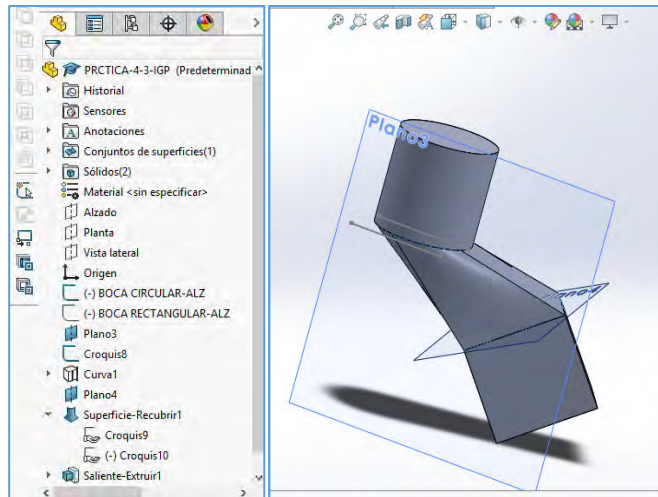 PRCTICA-4-3-IGP (Predeterminad
Historial
Sensores
Anotaciones
Conjuntos de superficies(1)
Sólidos(2)
Material <sin especificar>
Alzado
Planta
Vista lateral
Origen
(-) BOCA CIRCULAR-ALZ
(-) BOCA RECTANGULAR-ALZ
Plano3
Croquis8
Curva1
Plano4
Superficie-Recubrir1
Croquis9
(-) Croquis10
Saliente-Extruir1
Plano3
Plano4